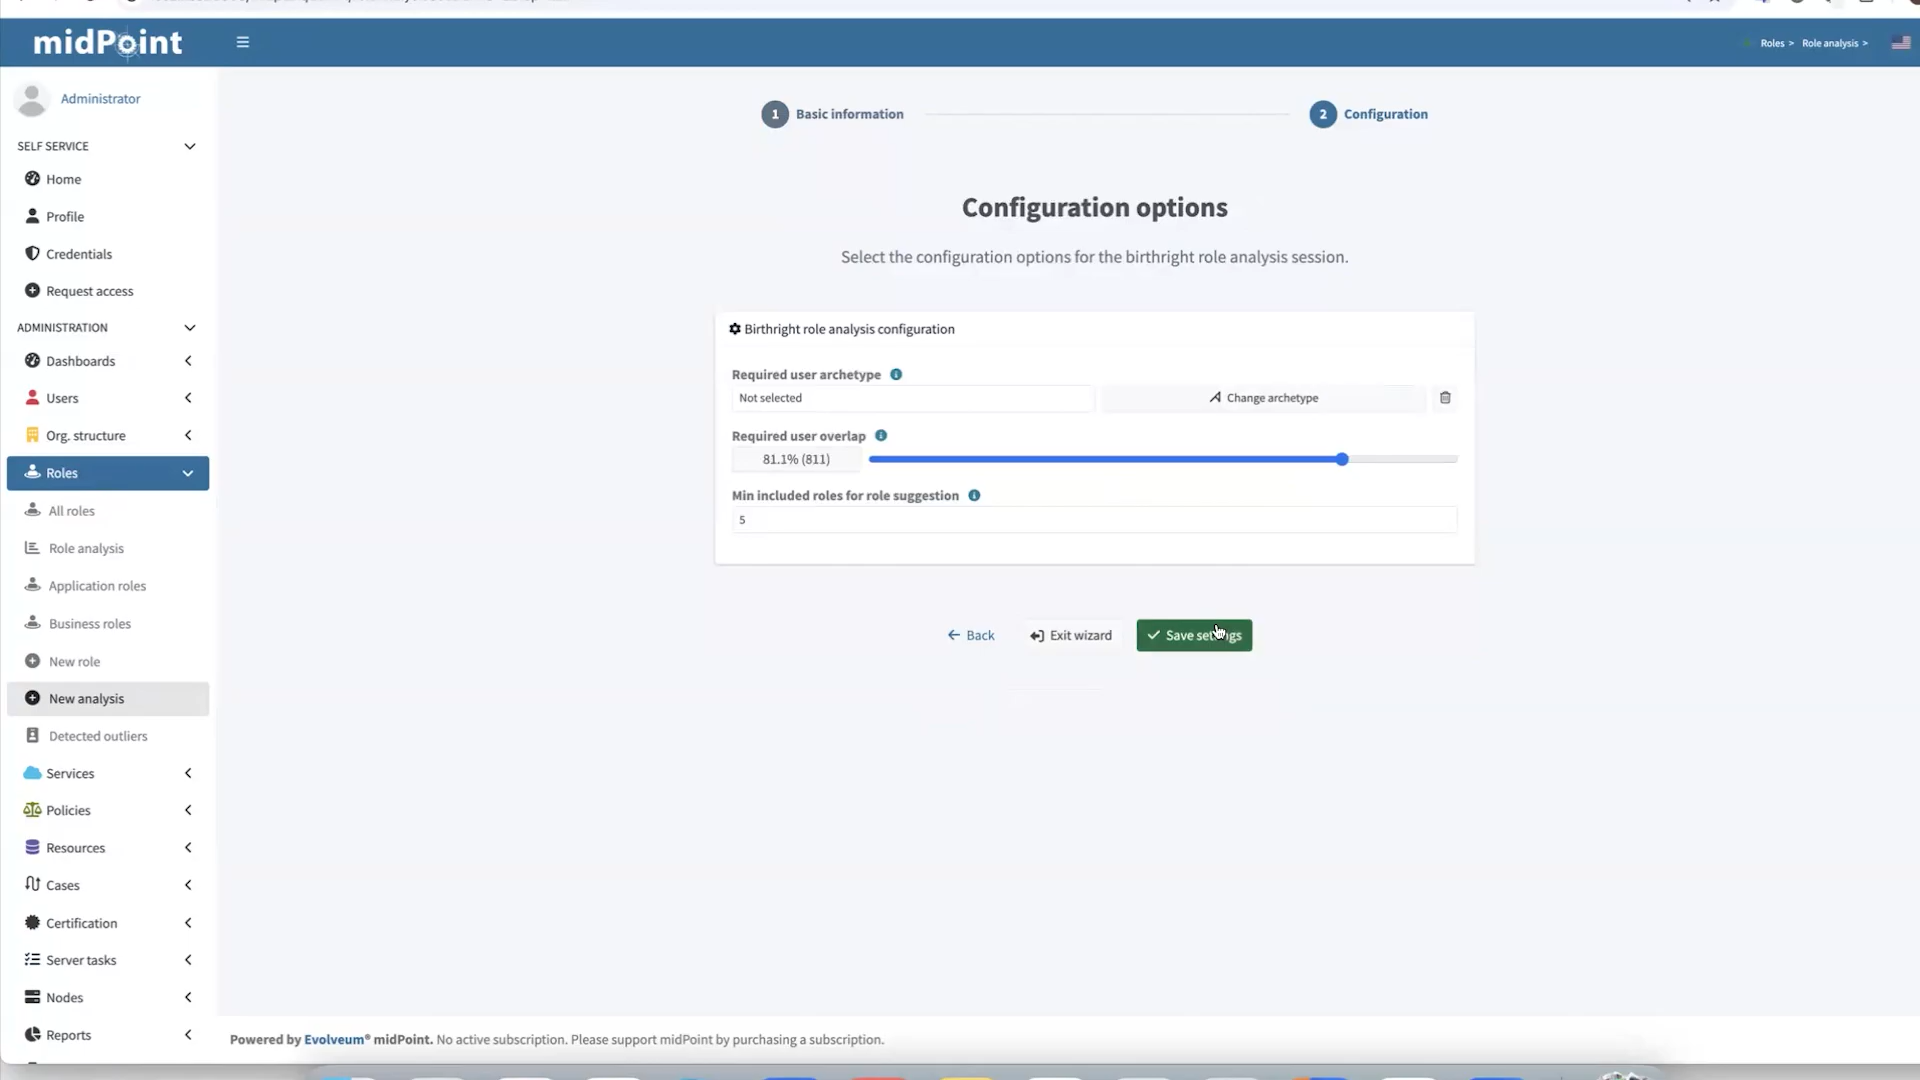 midPoint
Roles > Role analysis >
Administrator
SELF SERVICE
Home
Profile
Credentials
Request access
ADMINISTRATION
Dashboards
Users
Org. structure
Roles
All roles
Role analysis
Application roles
Business roles
New role
New analysis
Detected outliers
Services
Policies
Resources
Cases
Certification
Server tasks
Nodes
Reports
1 Basic information
2 Configuration
Configuration options
Select the configuration options for the birthright role analysis session.
Birthright role analysis configuration
Required user archetype
Not selected
Change archetype
Required user overlap
81.1% (811)
Min included roles for role suggestion
5
Back
Exit wizard
Save settings
Powered by Evolveum® midPoint. No active subscription. Please support midPoint by purchasing a subscription.